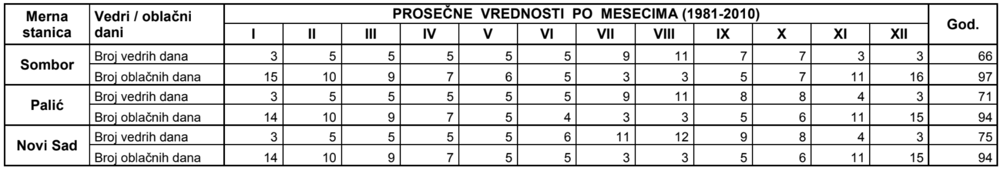 Merna stanica Vedri / oblačni dani PROSEČNE VREDNOSTI PO MESECIMA (1981-2010) God.
I II III IV V VI VII VIII IX X XI XII
Sombor Broj vedrih dana 3 5 5 5 5 5 9 11 7 7 3 3 66
Broj oblačnih dana 15 10 9 7 6 5 3 3 5 7 11 16 97
Palić Broj vedrih dana 3 5 5 5 5 5 9 11 8 8 4 3 71
Broj oblačnih dana 14 10 9 7 5 4 3 3 5 6 11 15 94
Novi Sad Broj vedrih dana 3 5 5 5 5 6 11 12 9 8 4 3 75
Broj oblačnih dana 14 10 9 7 5 5 3 3 5 6 11 15 94